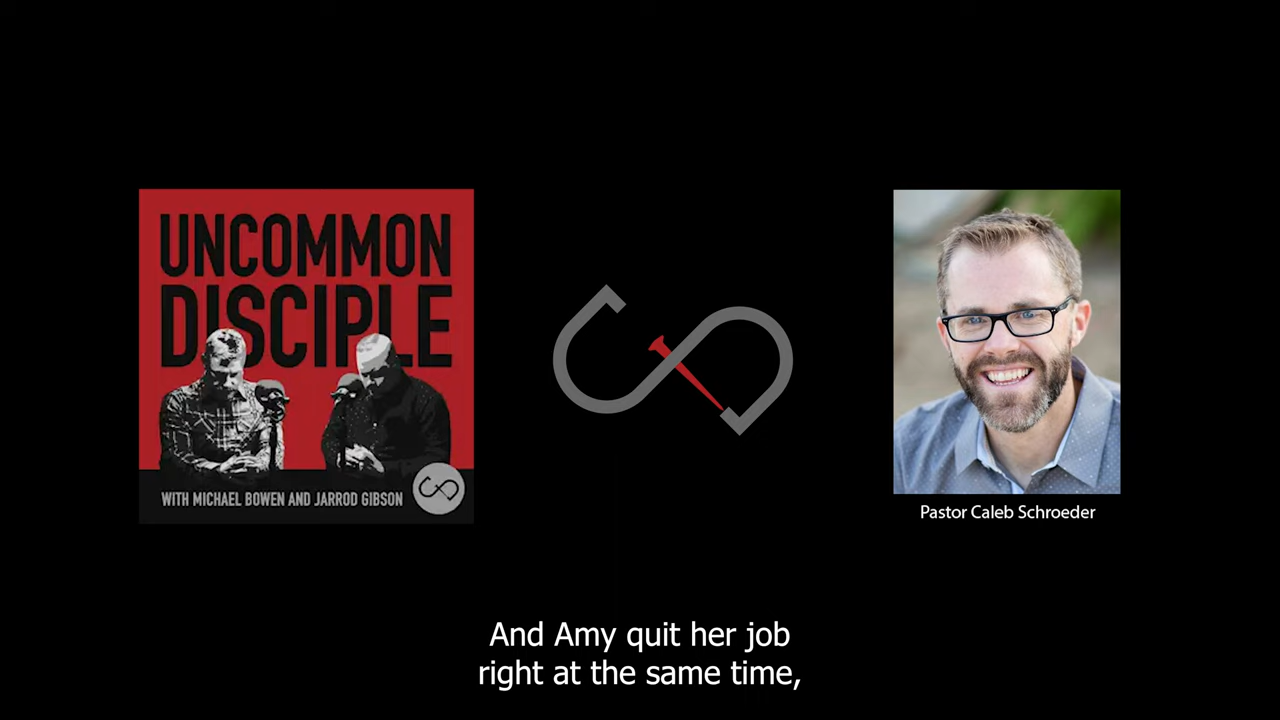 UNCOMMON
DISCIPLE
WITH MICHAEL BOWEN AND JARROD GIBSON
Pastor Caleb Schroeder
And Amy quit her job
right at the same time,